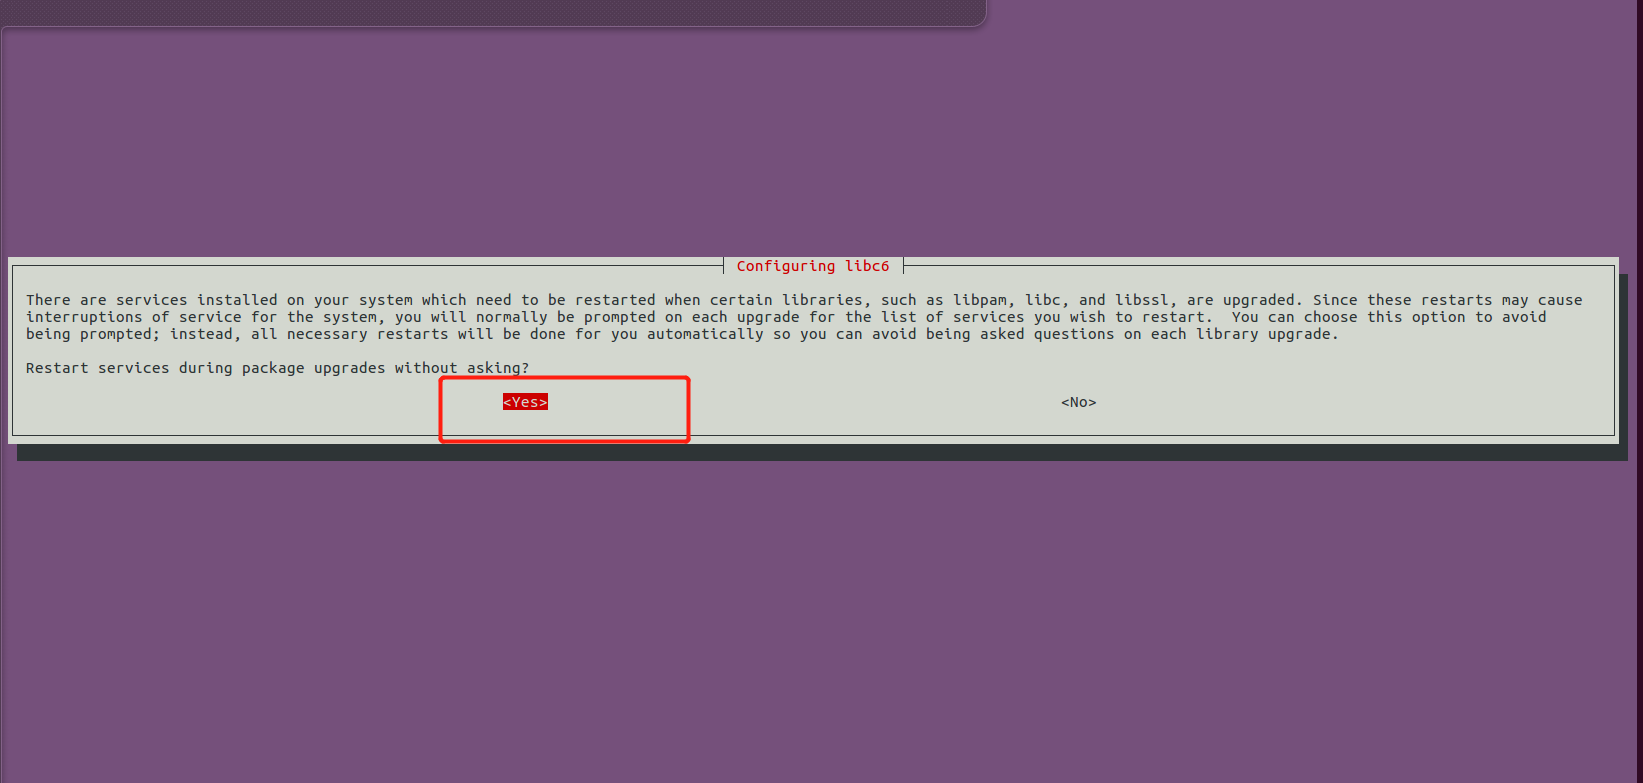 Configuring libc6
There are services installed on your system which need to be restarted when certain libraries, such as libpam, libc, and libssl, are upgraded. Since these restarts may cause
interruptions of service for the system, you will normally be prompted on each upgrade for the list of services you wish to restart.  You can choose this option to avoid
being prompted; instead, all necessary restarts will be done for you automatically so you can avoid being asked questions on each library upgrade.
Restart services during package upgrades without asking?
<Yes> <No>